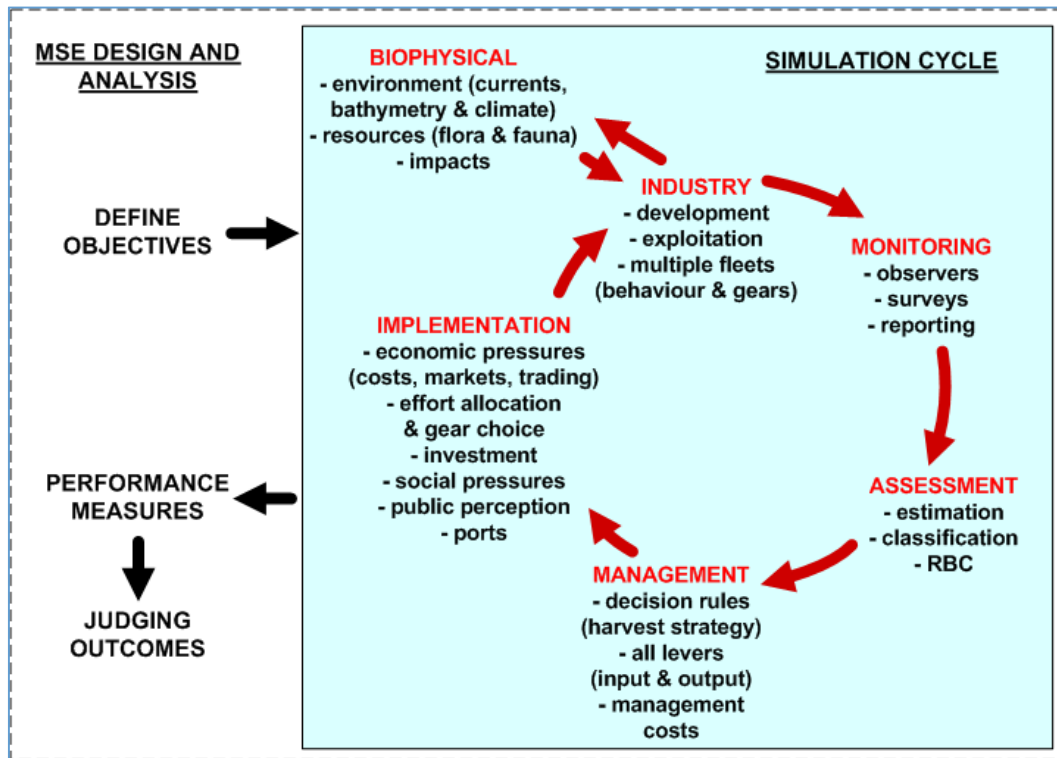 MSE DESIGN AND
ANALYSIS
DEFINE
OBJECTIVES
PERFORMANCE
MEASURES
JUDGING
OUTCOMES
SIMULATION CYCLE
BIOPHYSICAL
- environment (currents,
bathymetry & climate)
- resources (flora & fauna)
- impacts
INDUSTRY
- development
- exploitation
- multiple fleets
(behaviour & gears)
MONITORING
- observers
- surveys
- reporting
ASSESSMENT
- estimation
- classification
- RBC
MANAGEMENT
- decision rules
(harvest strategy)
- all levers
(input & output)
- management
costs
IMPLEMENTATION
- economic pressures
(costs, markets, trading)
- effort allocation
& gear choice
- investment
- social pressures
- public perception
- ports